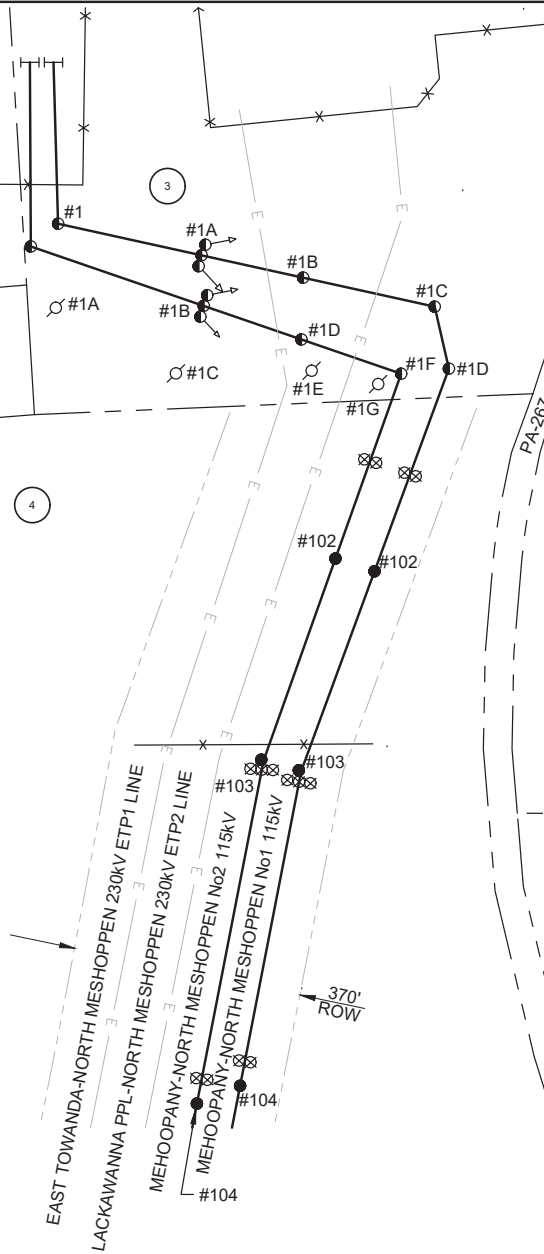 3
#1
#1A
#1B
#1C
#1A
#1B
#1D
#1F
#1D
#1C
#1E
#1G
PA-267
4
#102
#102
#103
#103
EAST TOWANDA-NORTH MESHOPPEN 230kV ETP1 LINE
LACKAWANNA PPL-NORTH MESHOPPEN 230kV ETP2 LINE
MEHOOPANY-NORTH MESHOPPEN No2 115kV
MEHOOPANY-NORTH MESHOPPEN No1 115kV
370'
ROW
#104
#104
E
E
E
E
E
E
E
E
E
E
E
E
E
E